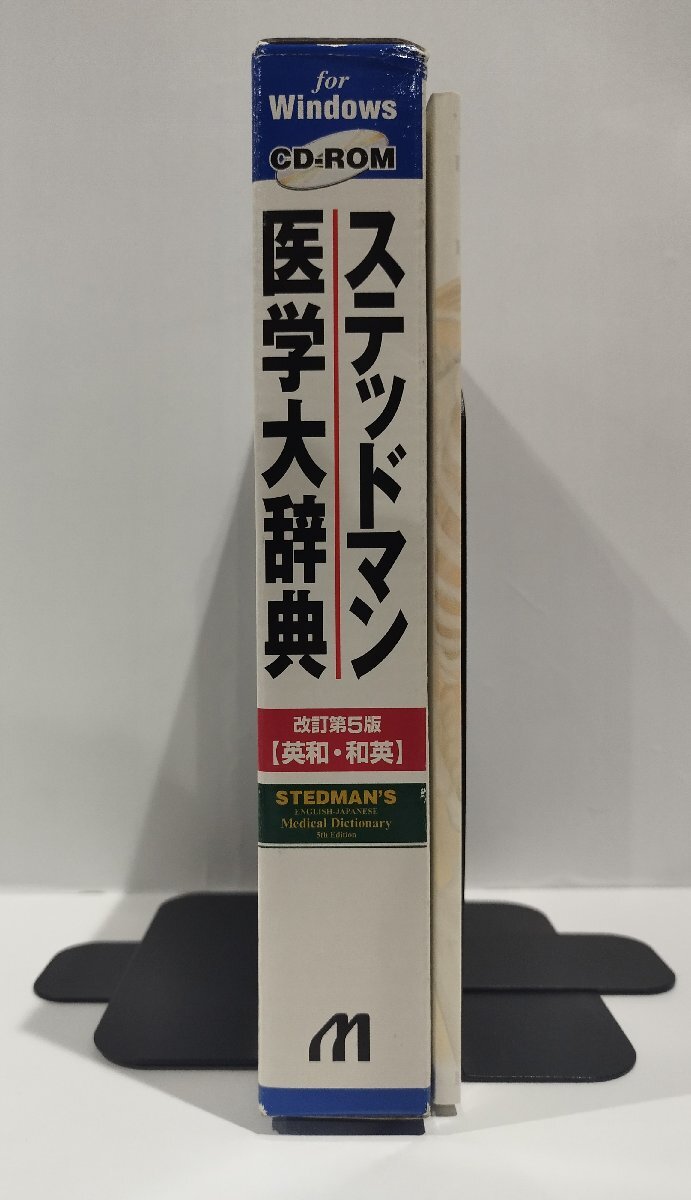 for
Windows
CD-ROM
ステッドマン
医学大辞典
改訂第5版
【英和・和英】
STEDMAN'S
ENGLISH-JAPANESE
Medical Dictionary
5th Edition
M